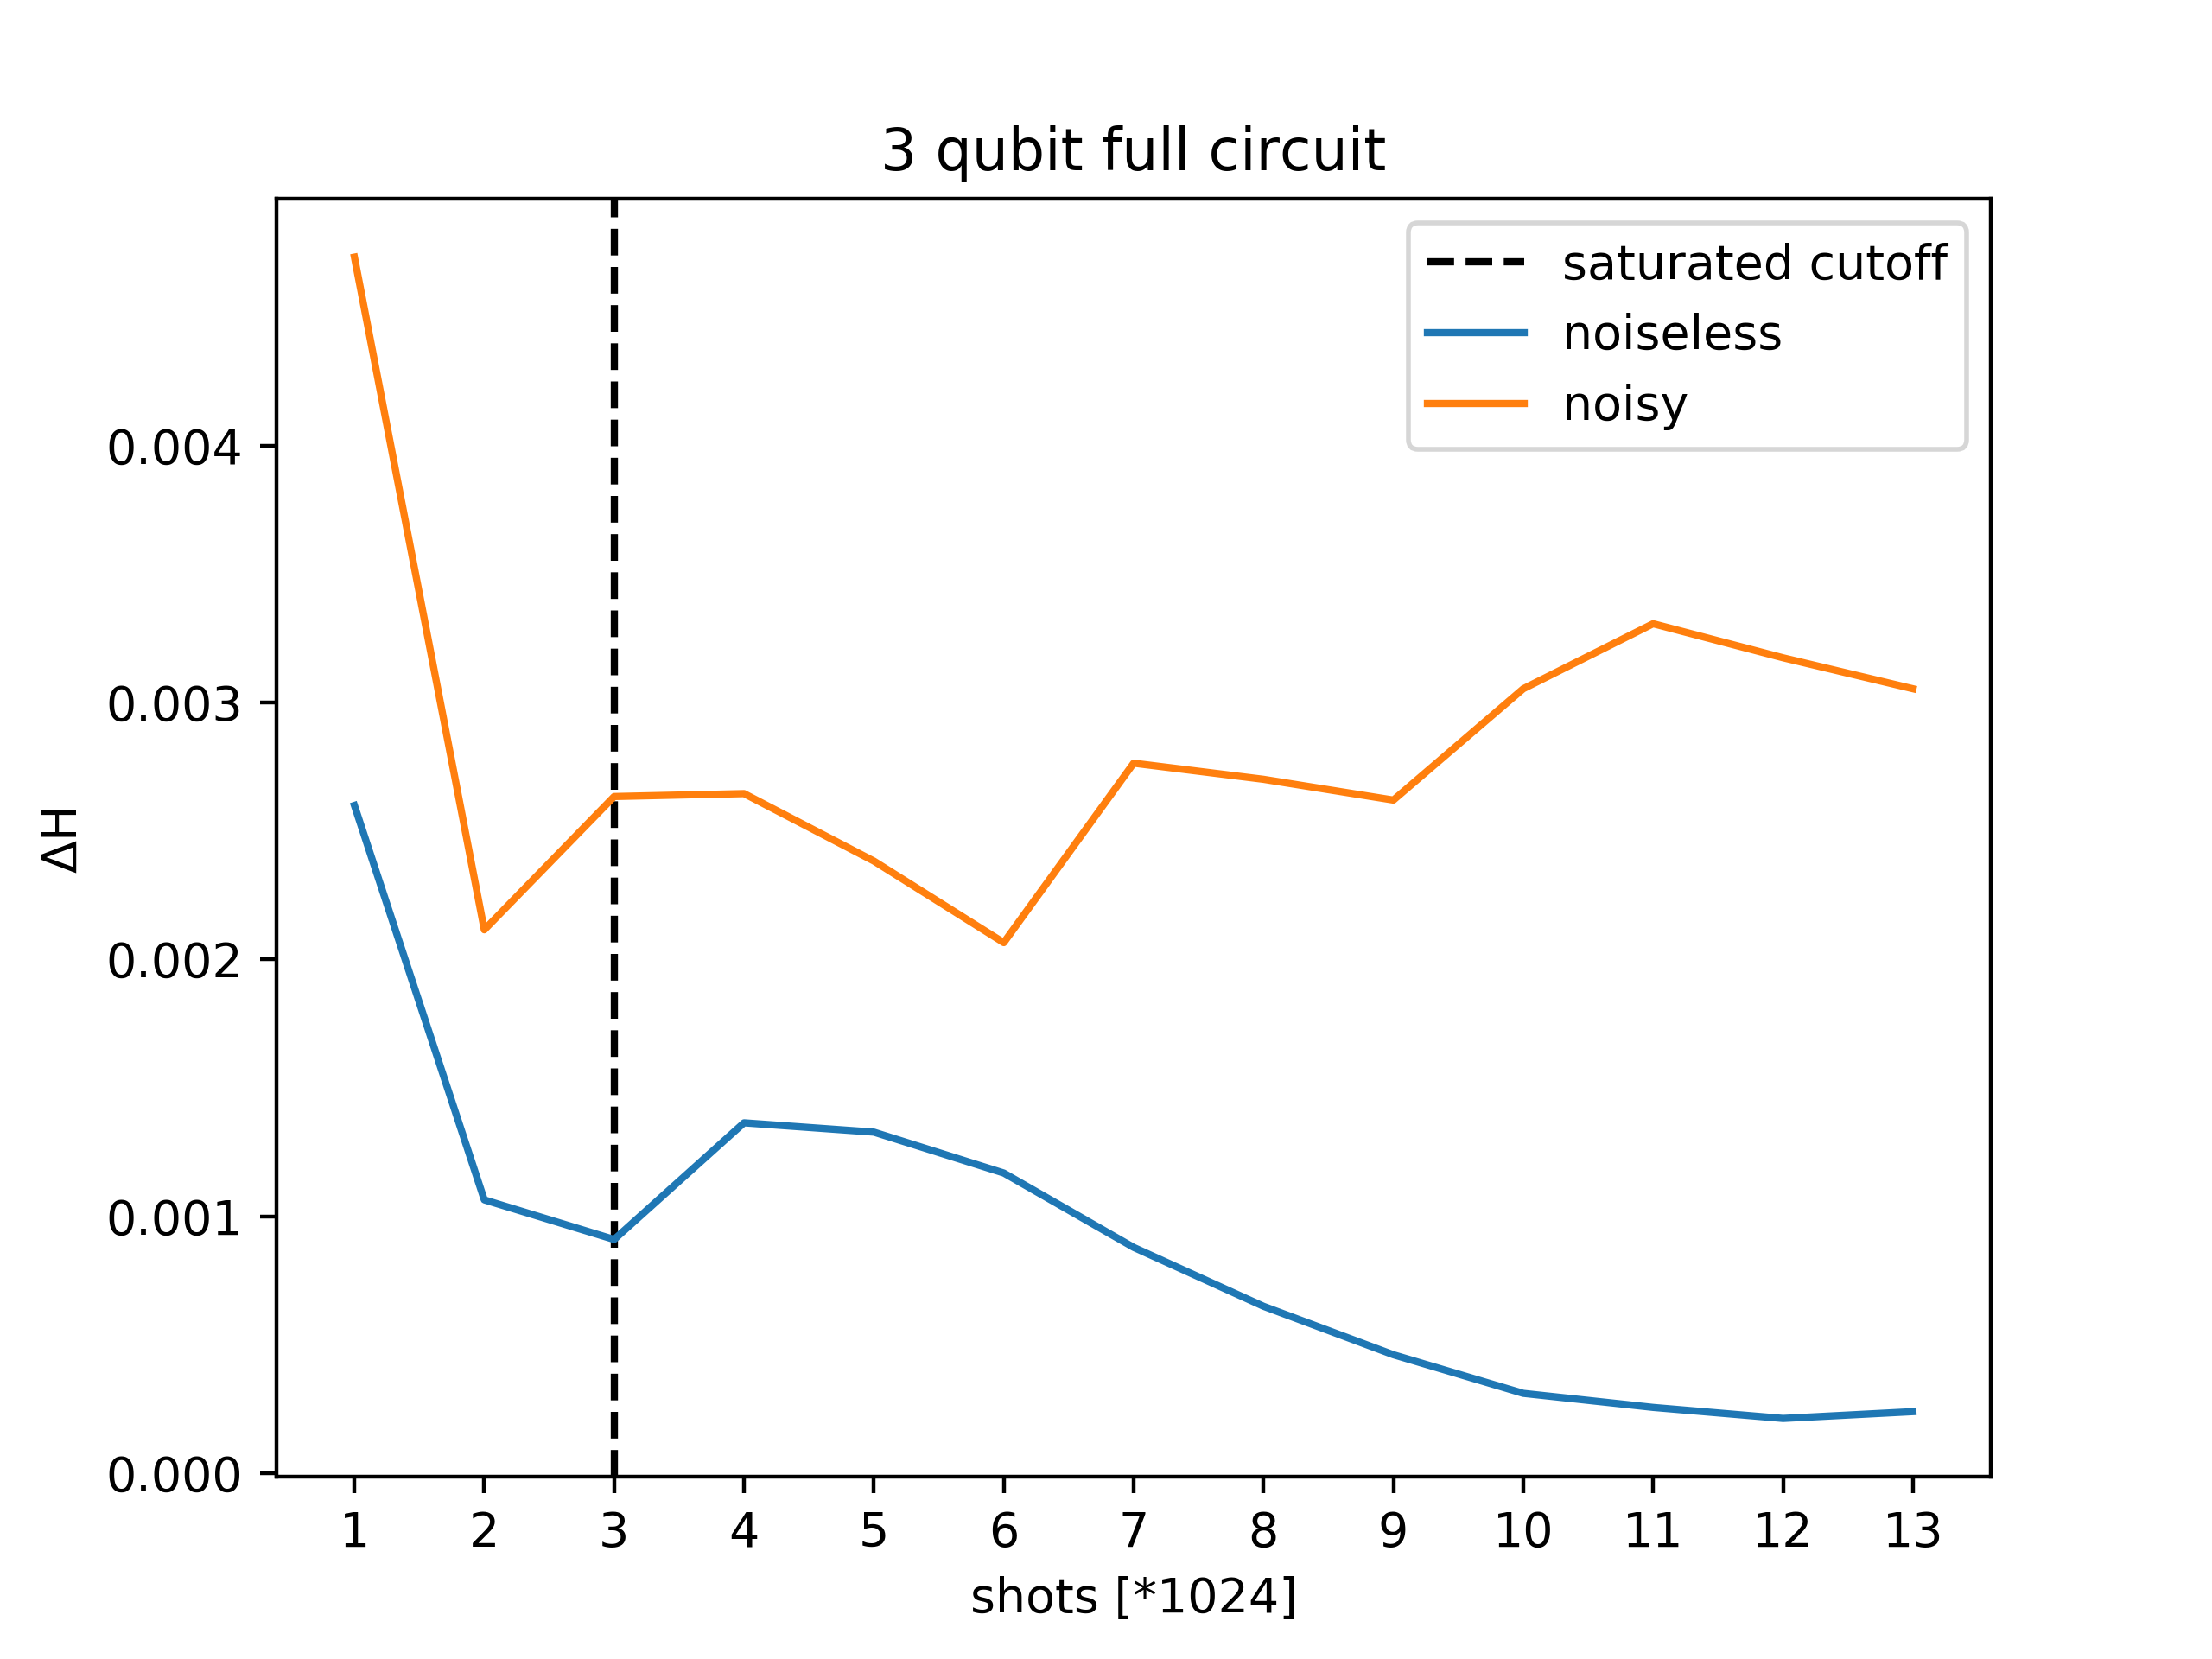 3 qubit full circuit
saturated cutoff
noiseless
noisy
0.004
0.003
0.002
0.001
0.000
ΔH
1 2 3 4 5 6 7 8 9 10 11 12 13
shots [*1024]